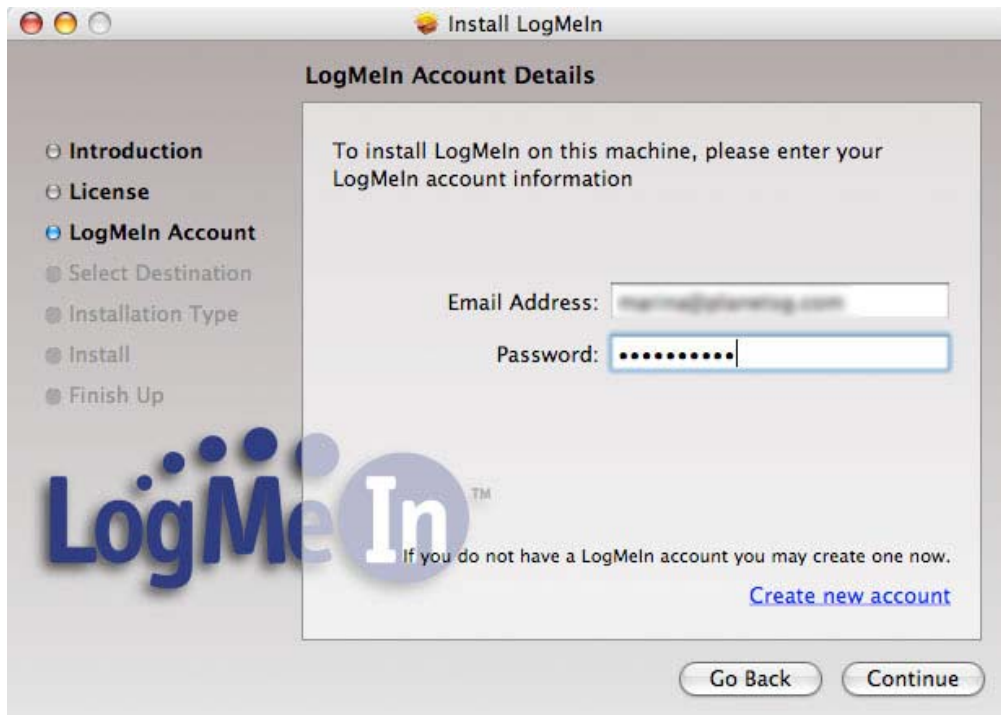 Install LogMeIn
LogMeIn Account Details
Introduction
License
LogMeIn Account
Select Destination
Installation Type
Install
Finish Up
To install LogMeIn on this machine, please enter your
LogMeIn account information
Email Address:
Password: ••••••••••
LogMeIn™
If you do not have a LogMeIn account you may create one now.
Create new account
Go Back
Continue